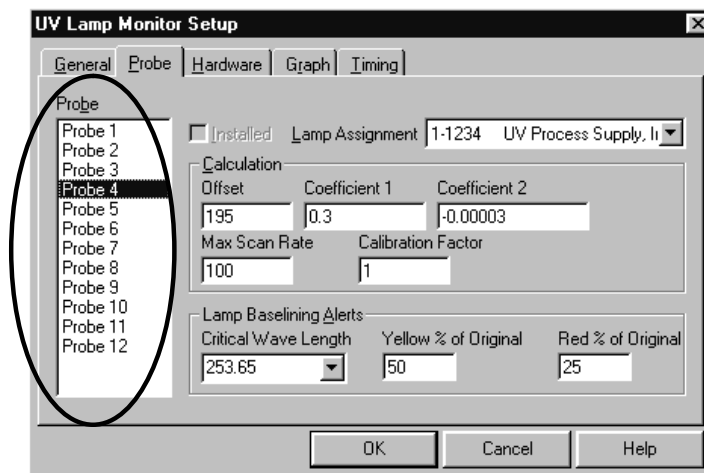 UV Lamp Monitor Setup
General Probe Hardware Graph Timing
Probe
Probe 1
Probe 2
Probe 3
Probe 4
Probe 5
Probe 6
Probe 7
Probe 8
Probe 9
Probe 10
Probe 11
Probe 12
Installed Lamp Assignment 1-1234 UV Process Supply,
Calculation
Offset Coefficient 1 Coefficient 2
195 0.3 -0.00003
Max Scan Rate Calibration Factor
100 1
Lamp Baselining Alerts
Critical Wave Length Yellow % of Original Red % of Original
253.65 50 25
OK Cancel Help